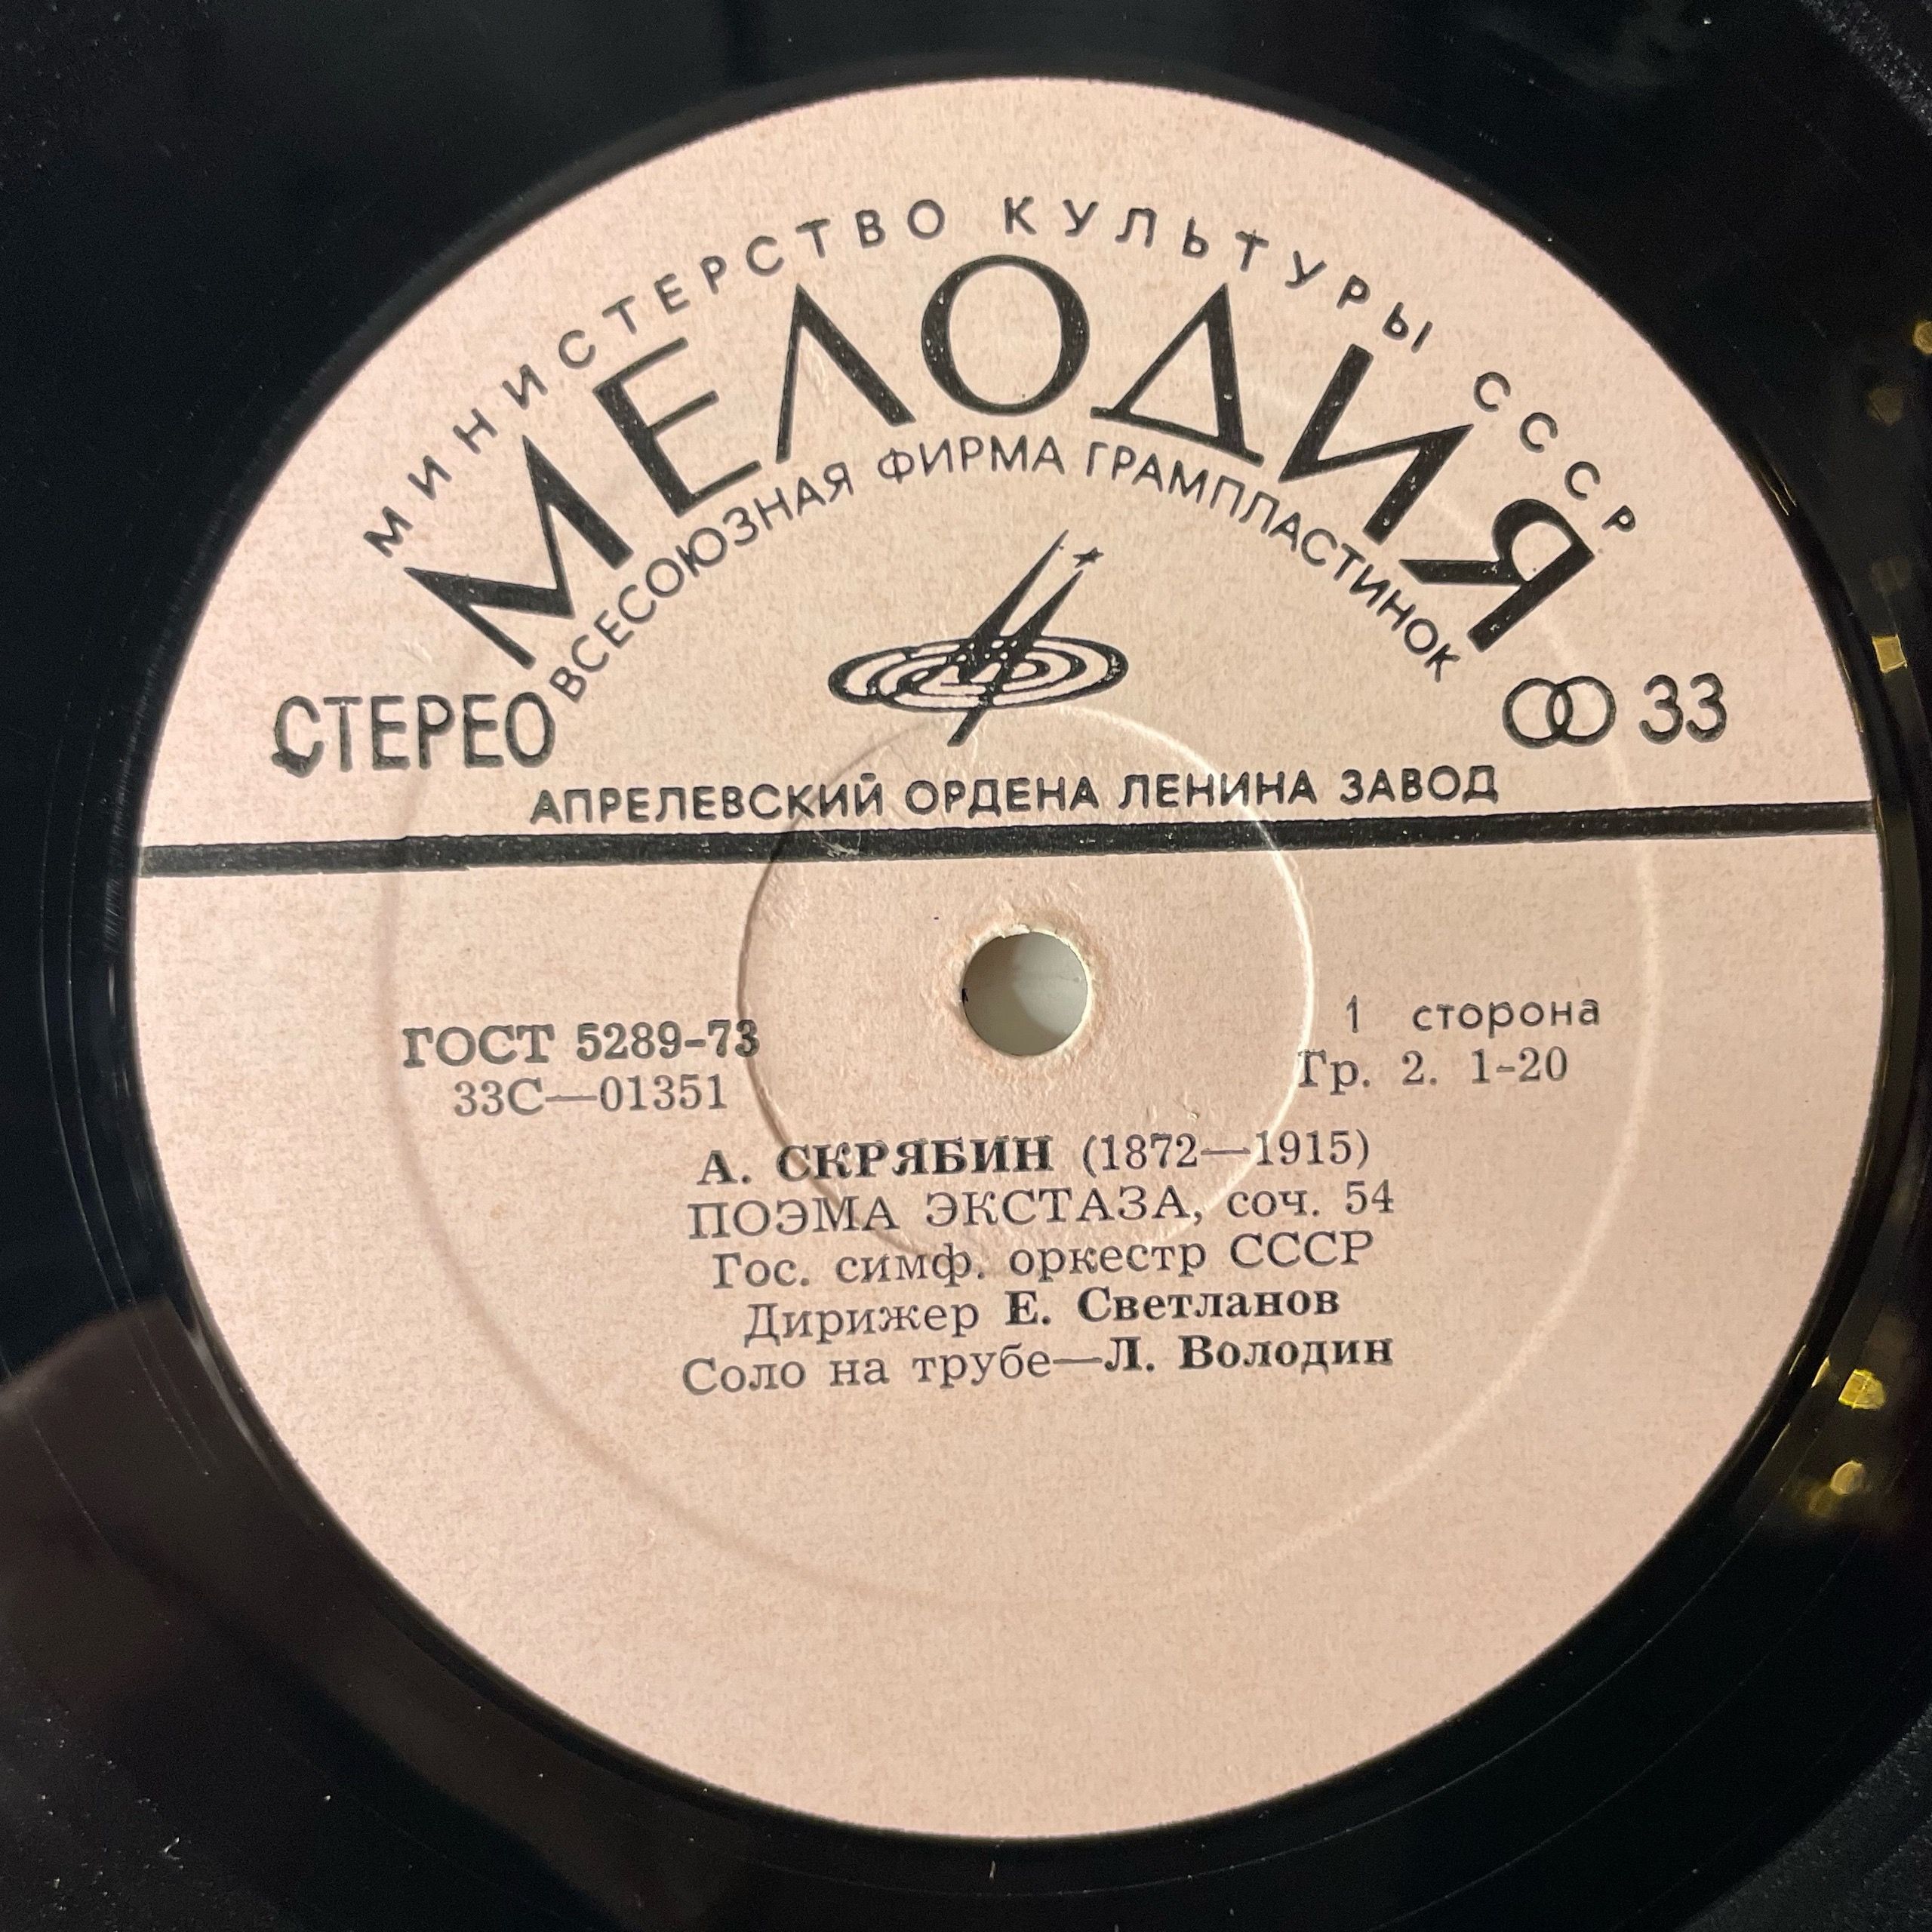 МИНИСТЕРСТВО КУЛЬТУРЫ СССР
МЕЛОДИЯ
ВСЕСОЮЗНАЯ ФИРМА ГРАМПЛАСТИНОК
СТЕРЕО
33
АПРЕЛЕВСКИЙ ОРДЕНА ЛЕНИНА ЗАВОД
ГОСТ 5289-73
33С—01351
1 сторона
Гр. 2. 1-20
А. СКРЯБИН (1872—1915)
ПОЭМА ЭКСТАЗА, соч. 54
Гос. симф. оркестр СССР
Дирижер Е. Светланов
Соло на трубе—Л. Володин